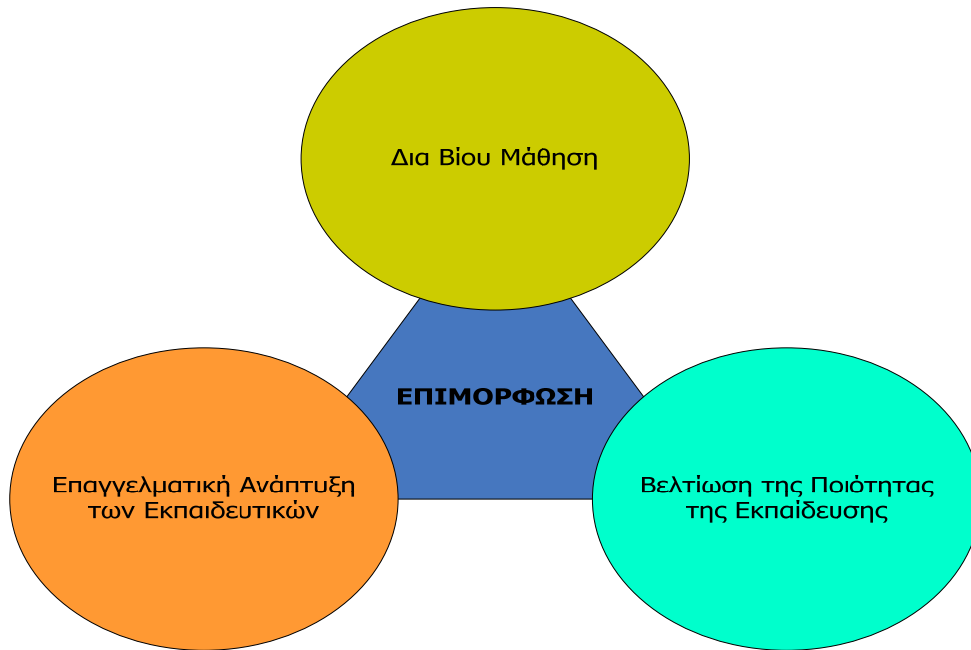 Δια Βίου Μάθηση
ΕΠΙΜΟΡΦΩΣΗ
Επαγγελματική Ανάπτυξη
των Εκπαιδευτικών
Βελτίωση της Ποιότητας
της Εκπαίδευσης